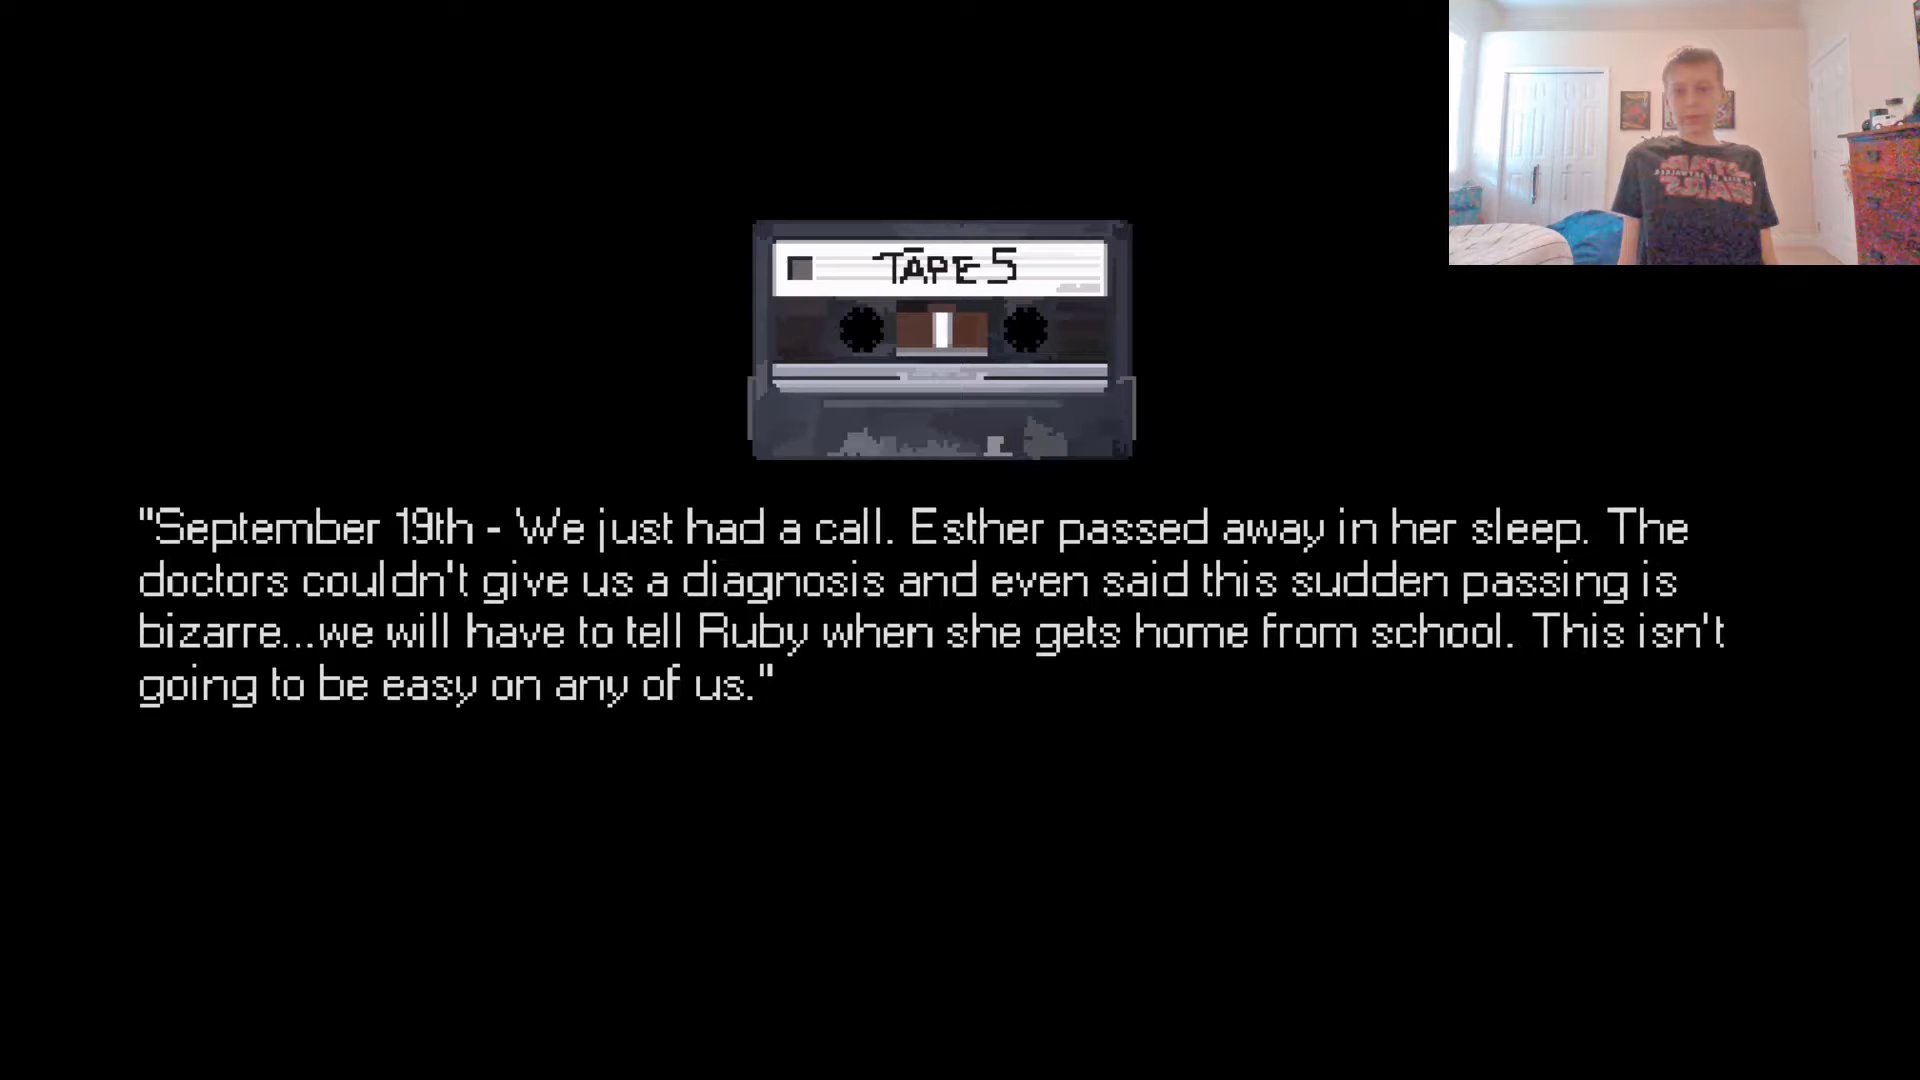 TAPE 5
"September 19th - We just had a call. Esther passed away in her sleep. The
doctors couldn't give us a diagnosis and even said this sudden passing is
bizarre...we will have to tell Ruby when she gets home from school. This isn't
going to be easy on any of us."
STAR
WARS